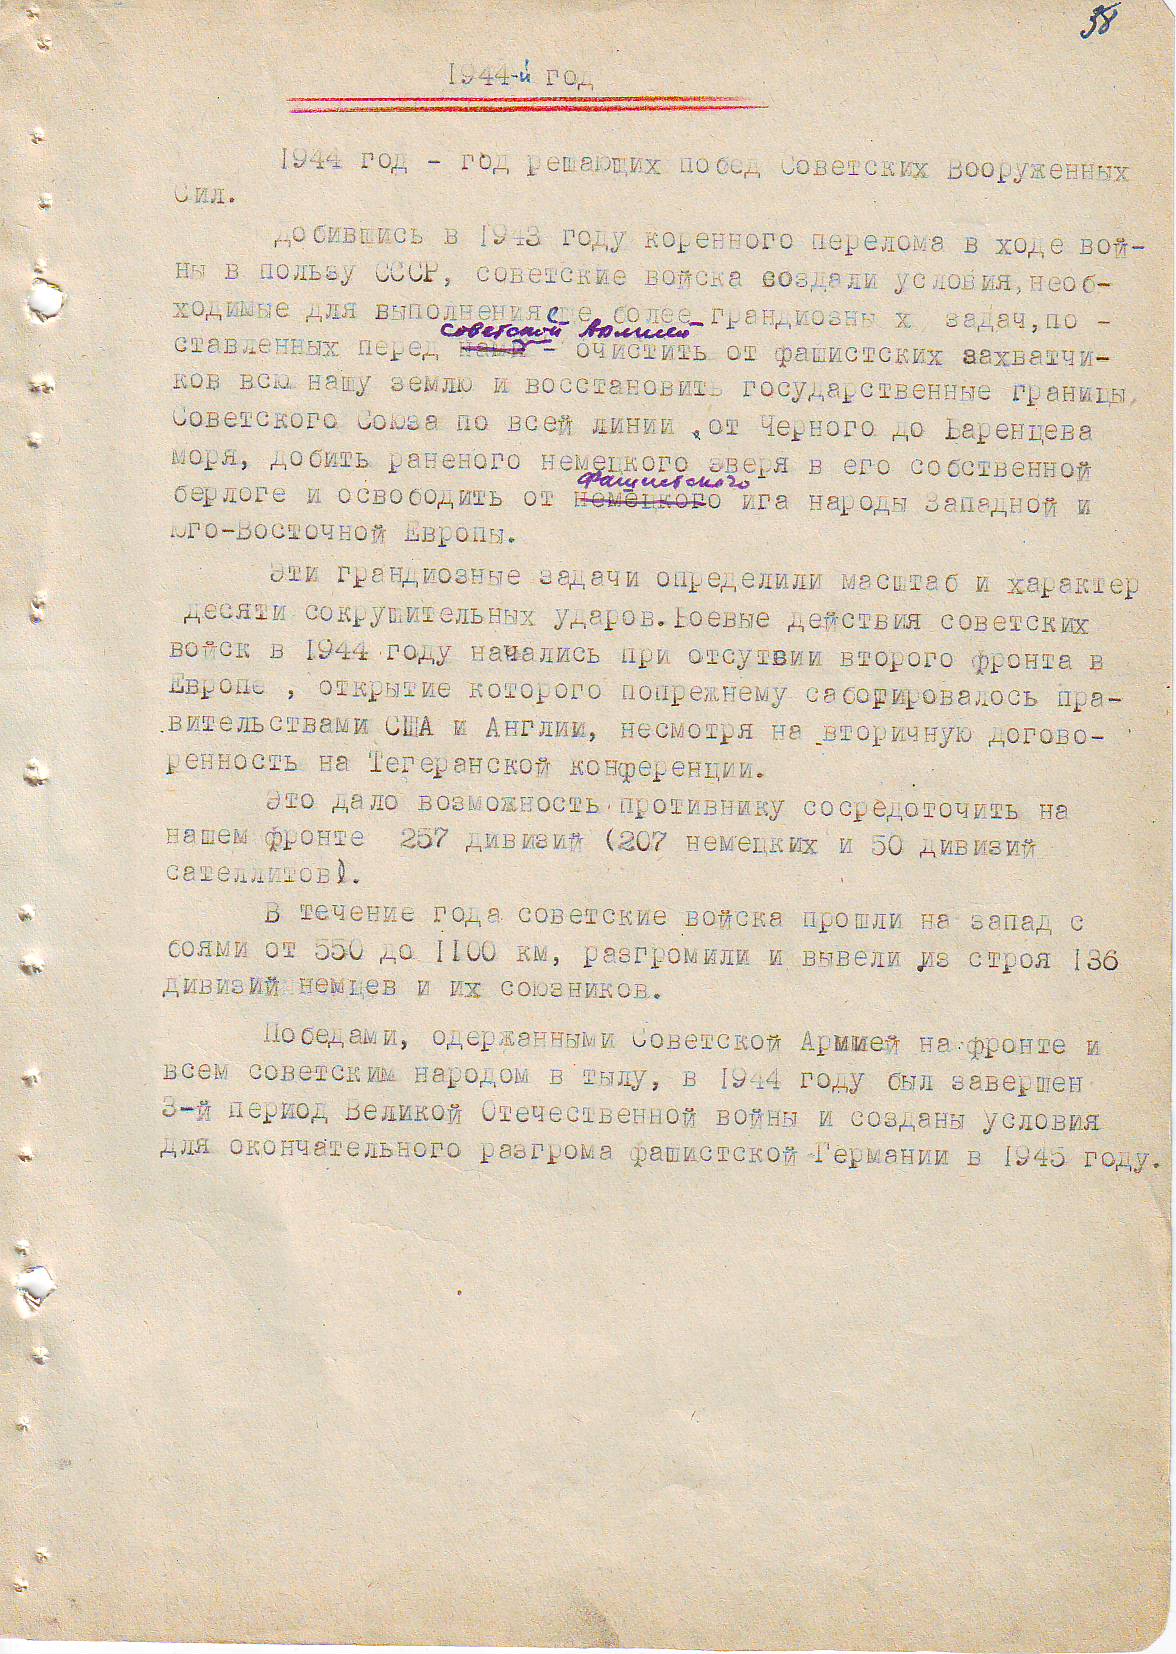 38
1944-й год
1944 год - год решающих побед Советских Вооруженных
Сил.
Добившись в 1943 году коренного перелома в ходе вой-
ны в пользу СССР, советские войска создали условия, необ-
ходимые для выполнения еще более грандиозны х задач, по -
советской Армией
ставленных перед нами - очистить от фашистских захватчи-
ков всю нашу землю и восстановить государственные границы
Советского Союза по всей линии , от Черного до Баренцева
моря, добить раненого немецкого зверя в его собственной
фашистского
берлоге и освободить от немецкого ига народы Западной и
Юго-Восточной Европы.
Эти грандиозные задачи определили масштаб и характер
десяти сокрушительных ударов. Боевые действия советских
войск в 1944 году начались при отсутвии второго фронта в
Европе , открытие которого попрежнему саботировалось пра-
вительствами США и Англии, несмотря на вторичную догово-
ренность на Тегеранской конференции.
Это дало возможность противнику сосредоточить на
нашем фронте 257 дивизий (207 немецких и 50 дивизий
сателлитов).
В течение года советские войска прошли на запад с
боями от 550 до 1100 км, разгромили и вывели из строя 136
дивизий немцев и их союзников.
Победами, одержанными Советской Армией на фронте и
всем советским народом в тылу, в 1944 году был завершен
3-й период Великой Отечественной войны и созданы условия
для окончательного разгрома фашистской Германии в 1945 году.